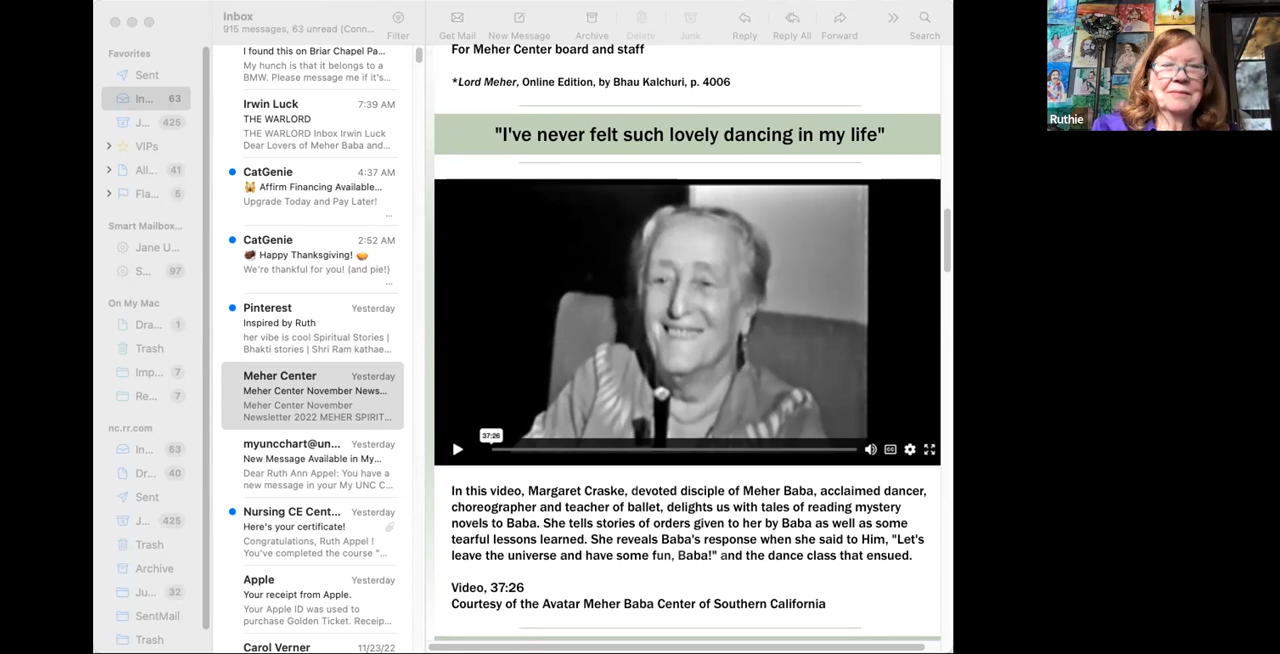 Inbox
915 messages, 63 unread (Conn...
Filter
Get Mail
New Message
Archive
Delete
Junk
Reply
Reply All
Forward
Search
Favorites
Sent
In... 63
J... 425
VIPs
All... 41
Fla... 5
Smart Mailbox...
Jane U...
S... 97
On My Mac
Dra... 1
Trash
Imp... 7
Re... 7
nc.rr.com
In... 63
Dr... 40
Sent
J... 425
Trash
Archive
Ju... 32
SentMail
Trash
I found this on Briar Chapel Pa...
My hunch is that it belongs to a
BMW. Please message me if it's...
Irwin Luck 7:39 AM
THE WARLORD
THE WARLORD Inbox Irwin Luck
Dear Lovers of Meher Baba and...
CatGenie 4:37 AM
🙀 Affirm Financing Available...
Upgrade Today and Pay Later!
...
CatGenie 2:52 AM
🦃 Happy Thanksgiving! 🥧
We're thankful for you! (and pie!)
...
Pinterest Yesterday
Inspired by Ruth
her vibe is cool Spiritual Stories |
Bhakti stories | Shri Ram kathae...
Meher Center Yesterday
Meher Center November News...
Meher Center November
Newsletter 2022 MEHER SPIRIT...
myuncchart@un... Yesterday
New Message Available in My...
Dear Ruth Ann Appel: You have a
new message in your My UNC C...
Nursing CE Cent... Yesterday
Here's your certificate!
Congratulations, Ruth Appel !
You've completed the course "...
Apple Yesterday
Your receipt from Apple.
Your Apple ID was used to
purchase Golden Ticket. Receip...
Carol Verner 11/23/22
For Meher Center board and staff
*Lord Meher, Online Edition, by Bhau Kalchuri, p. 4006
"I've never felt such lovely dancing in my life"
37:26
CC
In this video, Margaret Craske, devoted disciple of Meher Baba, acclaimed dancer,
choreographer and teacher of ballet, delights us with tales of reading mystery
novels to Baba. She tells stories of orders given to her by Baba as well as some
tearful lessons learned. She reveals Baba's response when she said to Him, "Let's
leave the universe and have some fun, Baba!" and the dance class that ensued.
Video, 37:26
Courtesy of the Avatar Meher Baba Center of Southern California
Ruthie